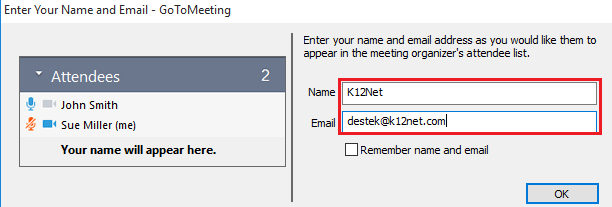 Enter Your Name and Email - GoToMeeting
Attendees 2
John Smith
Sue Miller (me)
Your name will appear here.
Enter your name and email address as you would like them to
appear in the meeting organizer's attendee list.
Name K12Net
Email destek@k12net.com
Remember name and email
OK